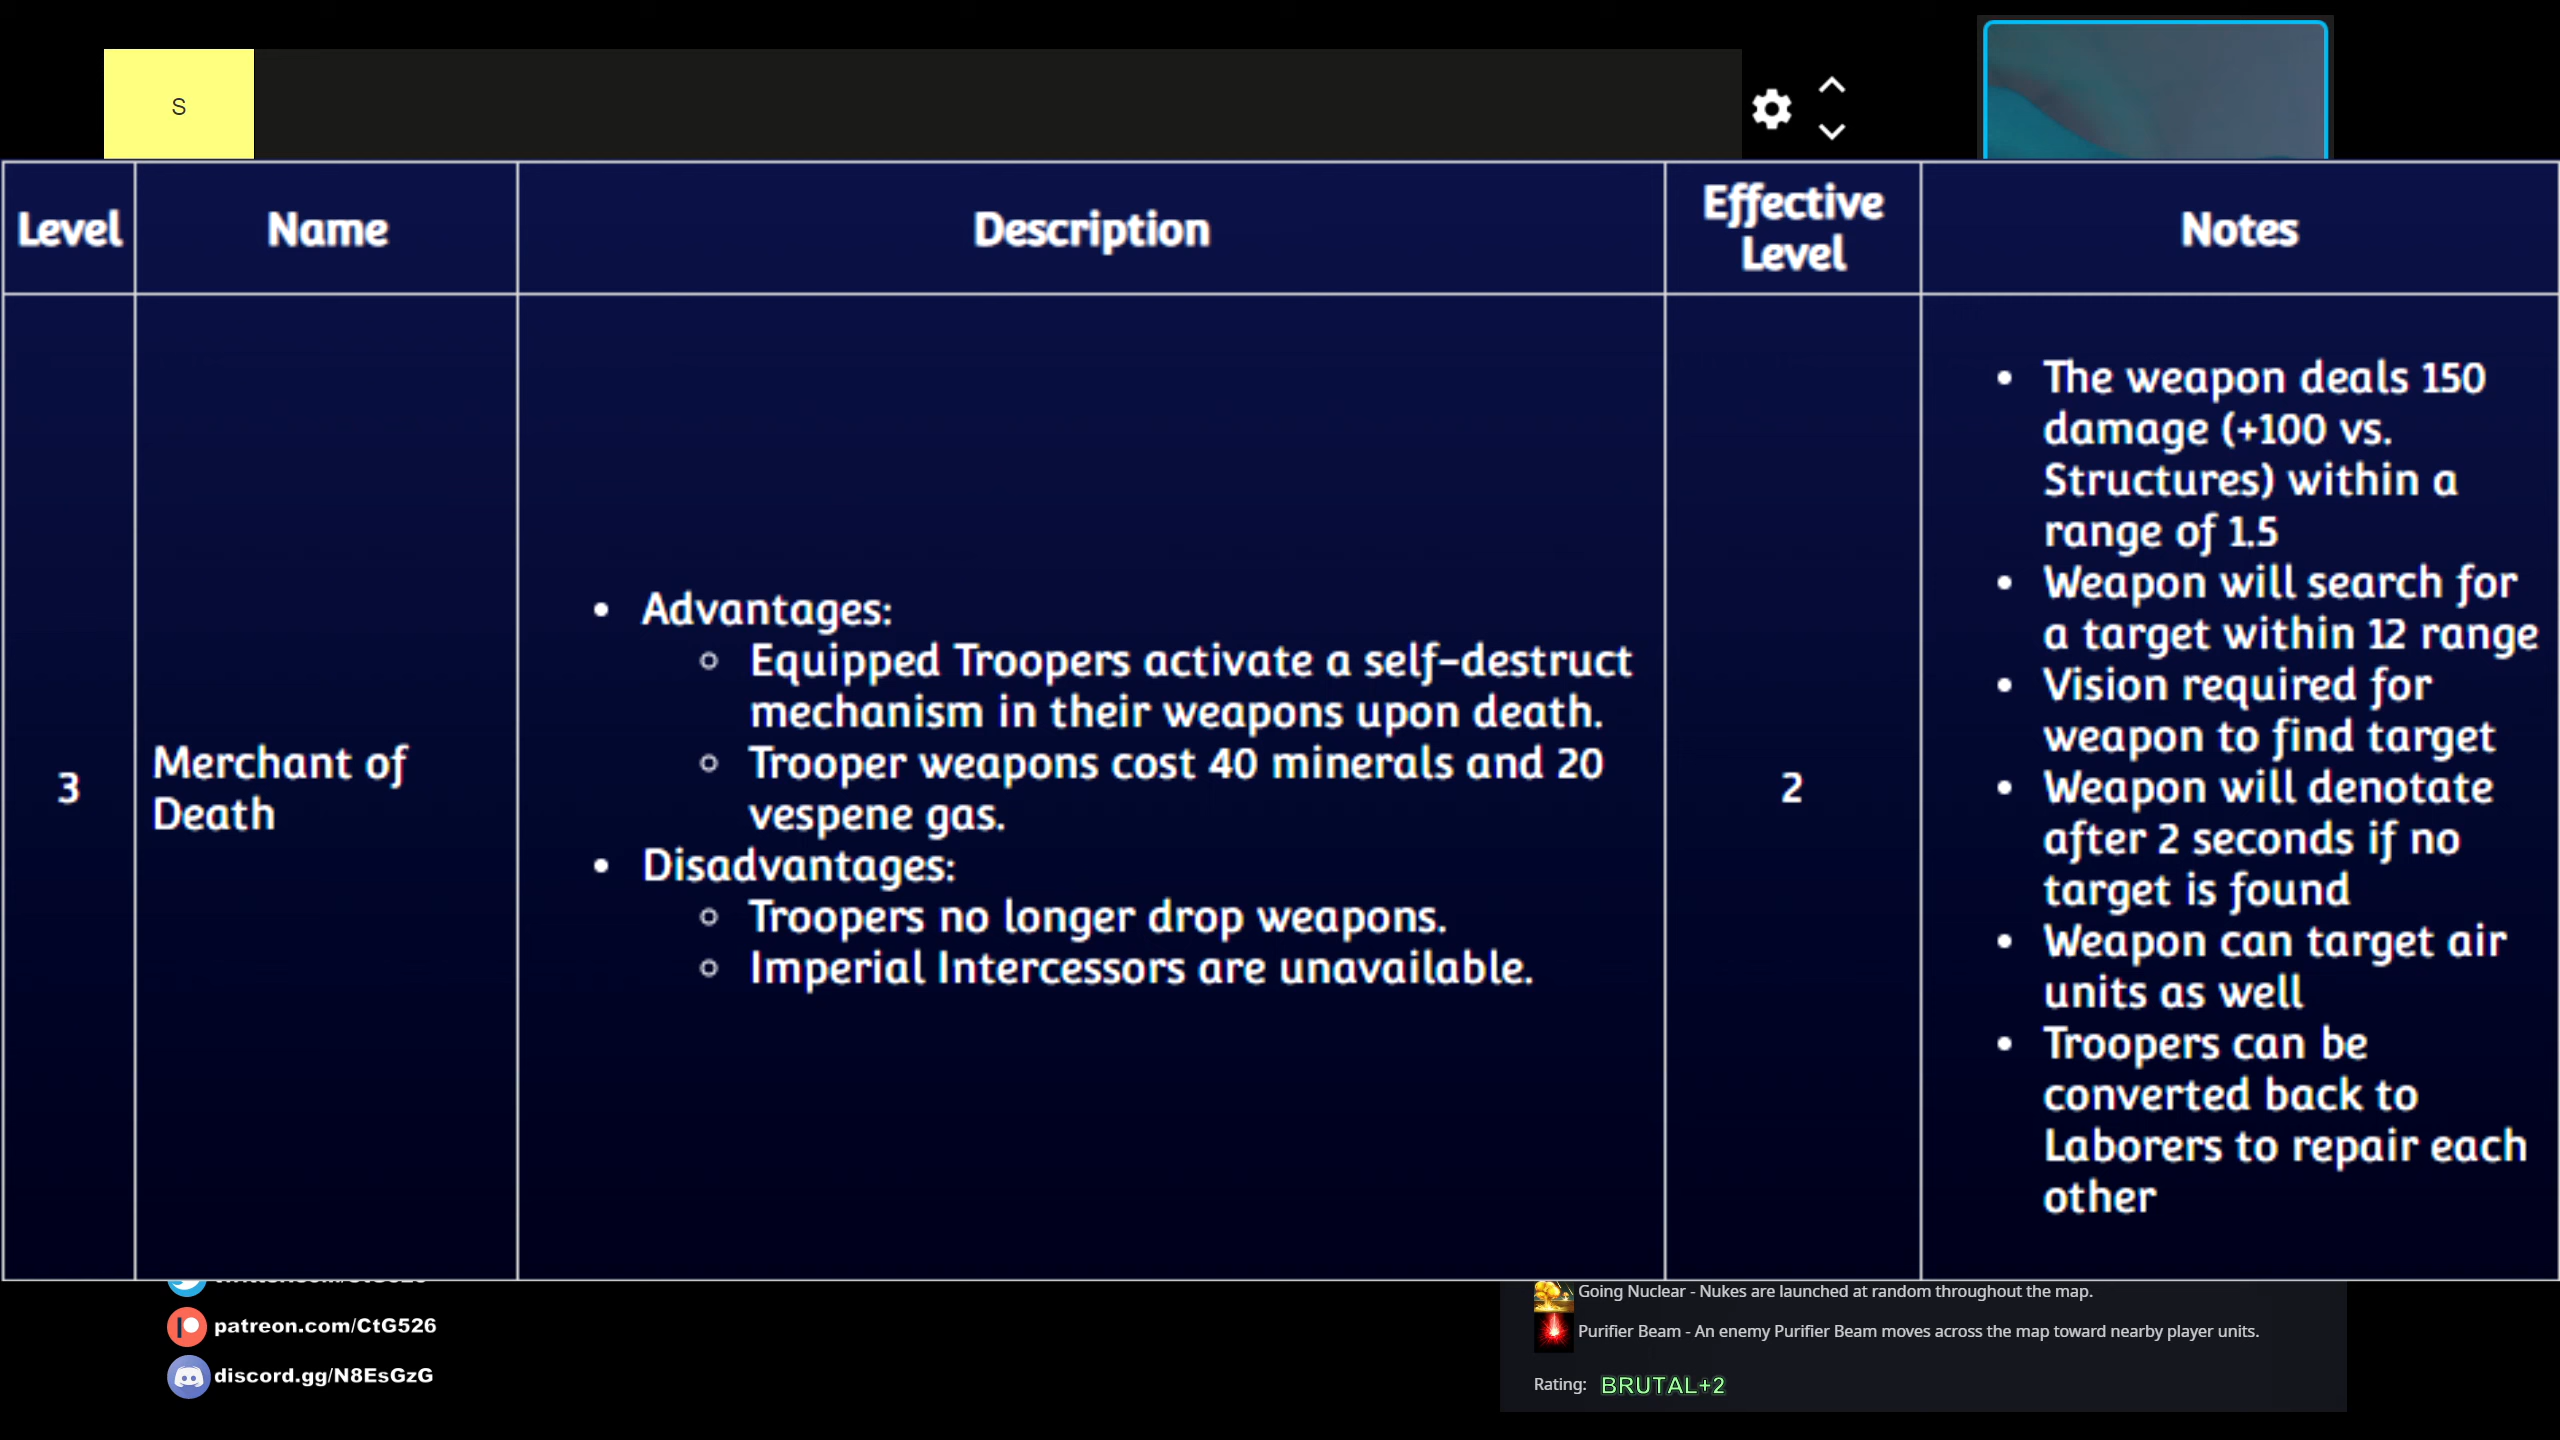 S
Level
Name
Description
Effective
Level
Notes
3
Merchant of
Death
• Advantages:
○ Equipped Troopers activate a self-destruct
mechanism in their weapons upon death.
○ Trooper weapons cost 40 minerals and 20
vespene gas.
• Disadvantages:
○ Troopers no longer drop weapons.
○ Imperial Intercessors are unavailable.
2
• The weapon deals 150
damage (+100 vs.
Structures) within a
range of 1.5
• Weapon will search for
a target within 12 range
• Vision required for
weapon to find target
• Weapon will denotate
after 2 seconds if no
target is found
• Weapon can target air
units as well
• Troopers can be
converted back to
Laborers to repair each
other
patreon.com/CtG526
discord.gg/N8EsGzG
Going Nuclear - Nukes are launched at random throughout the map.
Purifier Beam - An enemy Purifier Beam moves across the map toward nearby player units.
Rating: BRUTAL+2